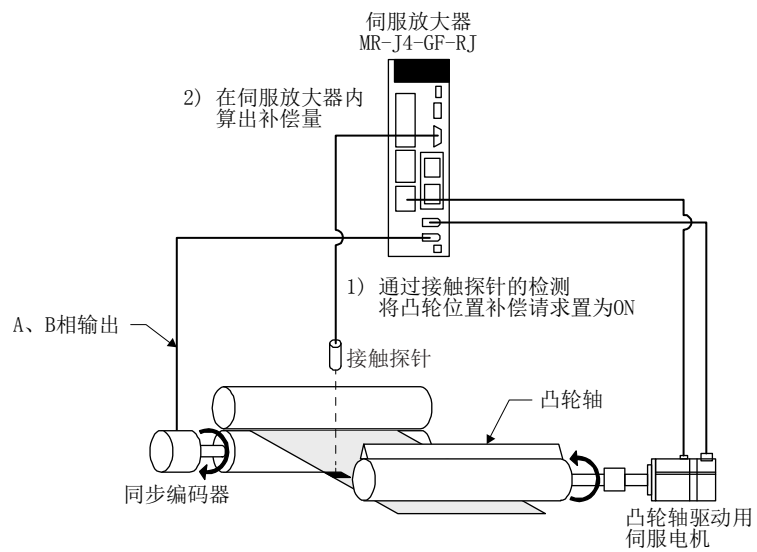 伺服放大器
MR-J4-GF-RJ
2) 在伺服放大器内
算出补偿量
1) 通过接触探针的检测
将凸轮位置补偿请求置为ON
A、B相输出
接触探针
凸轮轴
同步编码器
凸轮轴驱动用
伺服电机